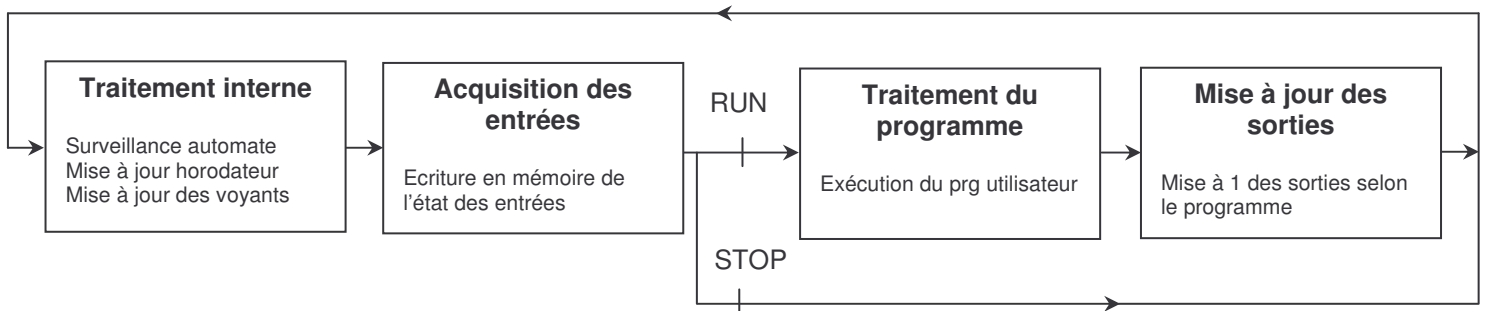 Traitement interne
Surveillance automate
Mise à jour horodateur
Mise à jour des voyants
Acquisition des
entrées
Ecriture en mémoire de
l'état des entrées
RUN
STOP
Traitement du
programme
Exécution du prg utilisateur
Mise à jour des
sorties
Mise à 1 des sorties selon
le programme